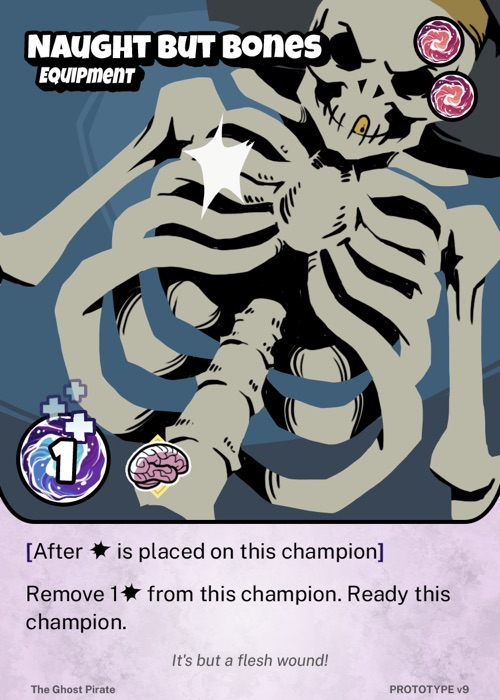 NAUGHT BUT BONES
EQUIPMENT
1
[After ✸ is placed on this champion]
Remove 1✸ from this champion. Ready this
champion.
It's but a flesh wound!
The Ghost Pirate
PROTOTYPE v9